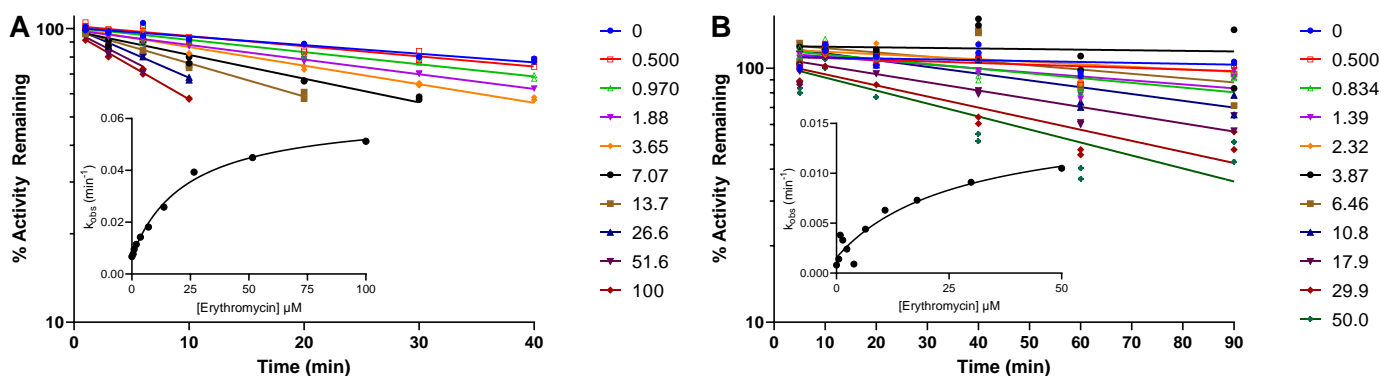 A
% Activity Remaining
100
10
0 10 20 30 40
Time (min)
k_obs (min⁻¹)
0.06
0.04
0.02
0.00
0 25 50 75 100
[Erythromycin] µM
0
0.500
0.970
1.88
3.65
7.07
13.7
26.6
51.6
100
B
% Activity Remaining
100
10
0 10 20 30 40 50 60 70 80 90
Time (min)
k_obs (min⁻¹)
0.015
0.010
0.005
0.000
0 25 50
[Erythromycin] µM
0
0.500
0.834
1.39
2.32
3.87
6.46
10.8
17.9
29.9
50.0